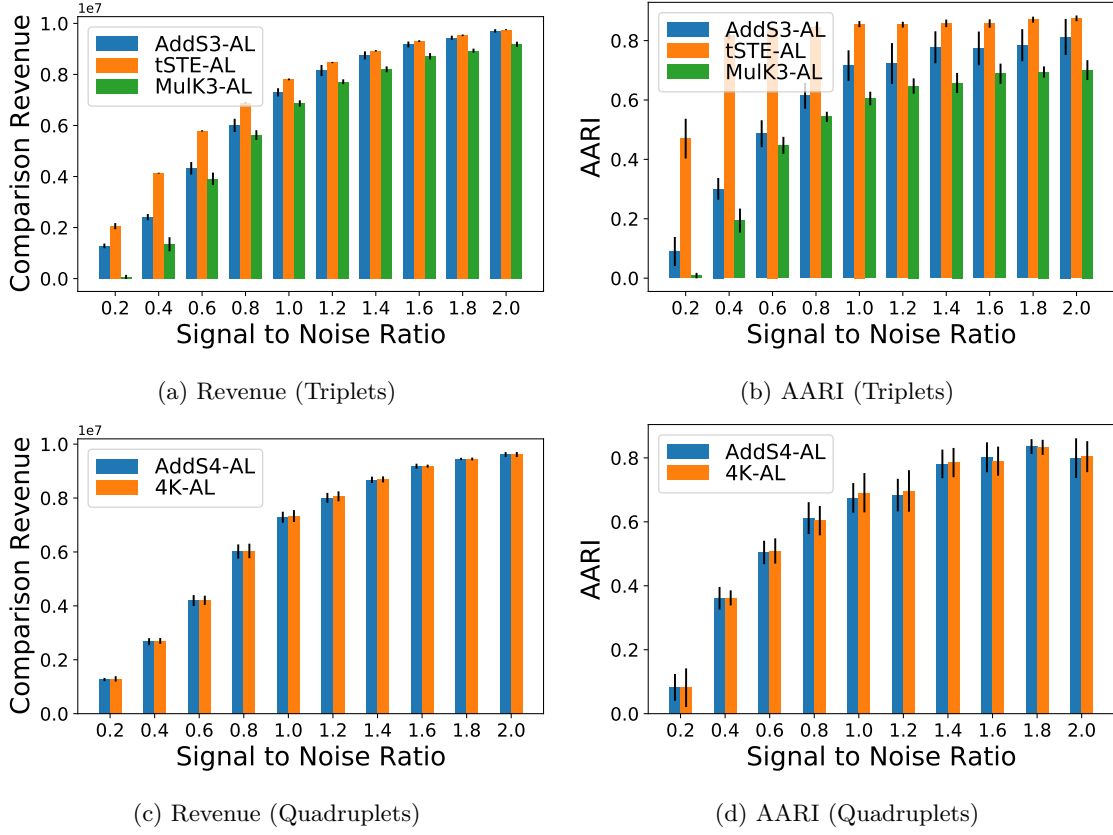 1e7
Comparison Revenue
1.0
0.8
0.6
0.4
0.2
0.0
AddS3-AL
tSTE-AL
MulK3-AL
0.2 0.4 0.6 0.8 1.0 1.2 1.4 1.6 1.8 2.0
Signal to Noise Ratio
(a) Revenue (Triplets)
AARI
0.8
0.6
0.4
0.2
0.0
AddS3-AL
tSTE-AL
MulK3-AL
0.2 0.4 0.6 0.8 1.0 1.2 1.4 1.6 1.8 2.0
Signal to Noise Ratio
(b) AARI (Triplets)
1e7
Comparison Revenue
1.0
0.8
0.6
0.4
0.2
0.0
AddS4-AL
4K-AL
0.2 0.4 0.6 0.8 1.0 1.2 1.4 1.6 1.8 2.0
Signal to Noise Ratio
(c) Revenue (Quadruplets)
AARI
0.8
0.6
0.4
0.2
0.0
AddS4-AL
4K-AL
0.2 0.4 0.6 0.8 1.0 1.2 1.4 1.6 1.8 2.0
Signal to Noise Ratio
(d) AARI (Quadruplets)